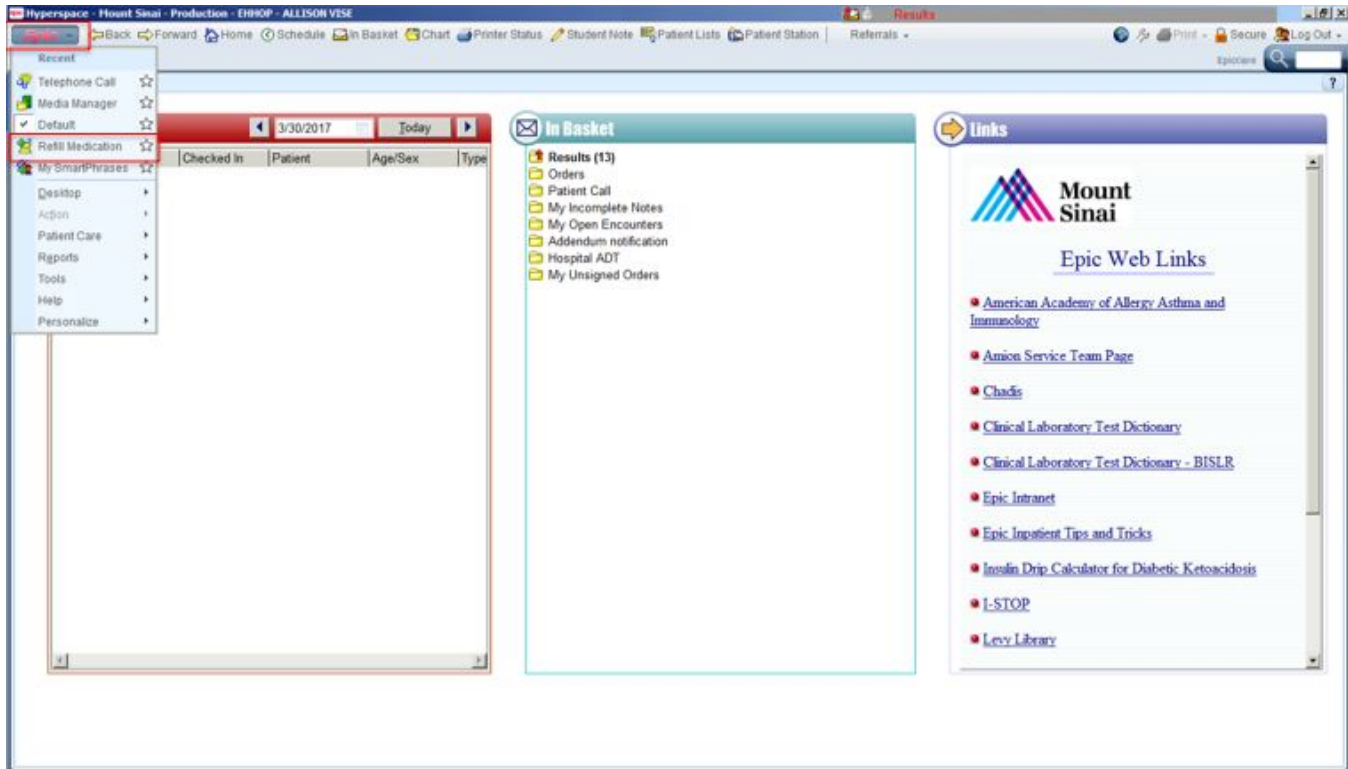 Hyperspace - Mount Sinai - Production - EHHOP - ALLISON VISE
Results
Epic
Back Forward Home Schedule In Basket Chart Printer Status Student Note Patient Lists Patient Station Referrals Print Secure Log Out
EpicCare
Recent
Telephone Call
Media Manager
Default
Refill Medication
My SmartPhrases
Desktop
Action
Patient Care
Reports
Tools
Help
Personalize
3/30/2017 Today
Checked In Patient Age/Sex Type
In Basket
Results (13)
Orders
Patient Call
My Incomplete Notes
My Open Encounters
Addendum notification
Hospital ADT
My Unsigned Orders
Links
Mount
Sinai
Epic Web Links
American Academy of Allergy Asthma and
Immunology
Amion Service Team Page
Chadis
Clinical Laboratory Test Dictionary
Clinical Laboratory Test Dictionary - BISLR
Epic Intranet
Epic Inpatient Tips and Tricks
Insulin Drip Calculator for Diabetic Ketoacidosis
I-STOP
Levy Library